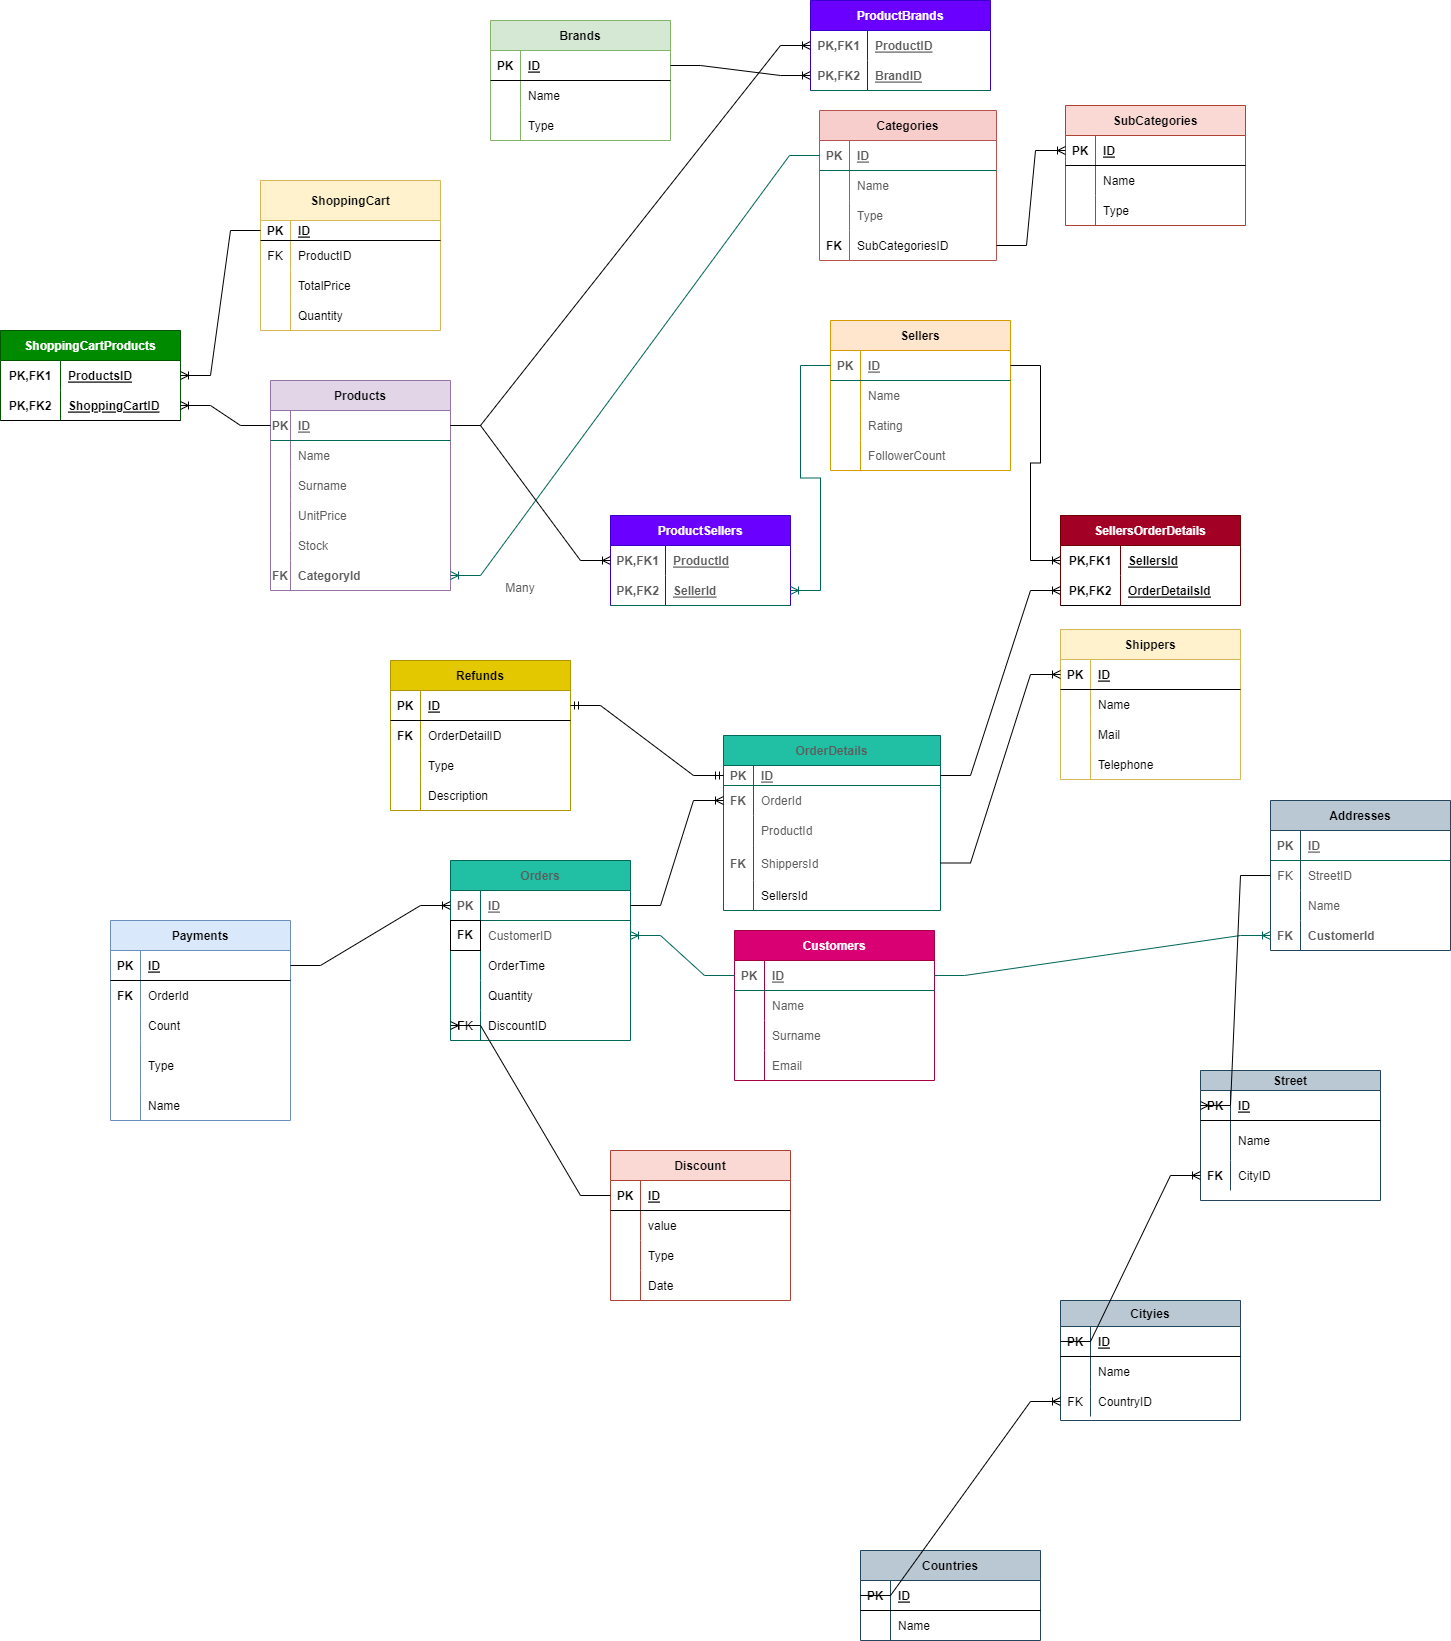 ProductBrands
PK,FK1 ProductID
PK,FK2 BrandID
Brands
PK ID
Name
Type
Categories
PK ID
Name
Type
FK SubCategoriesID
SubCategories
PK ID
Name
Type
ShoppingCart
PK ID
FK ProductID
TotalPrice
Quantity
ShoppingCartProducts
PK,FK1 ProductsID
PK,FK2 ShoppingCartID
Products
PK ID
Name
Surname
UnitPrice
Stock
FK CategoryId
Many
Sellers
PK ID
Name
Rating
FollowerCount
ProductSellers
PK,FK1 ProductId
PK,FK2 SellerId
SellersOrderDetails
PK,FK1 SellersId
PK,FK2 OrderDetailsId
Shippers
PK ID
Name
Mail
Telephone
Refunds
PK ID
FK OrderDetailID
Type
Description
OrderDetails
PK ID
FK OrderId
ProductId
FK ShippersId
SellersId
Addresses
PK ID
FK StreetID
Name
FK CustomerId
Orders
PK ID
FK CustomerID
OrderTime
Quantity
FK DiscountID
Payments
PK ID
FK OrderId
Count
Type
Name
Customers
PK ID
Name
Surname
Email
Street
PK ID
Name
FK CityID
Discount
PK ID
value
Type
Date
Cityies
PK ID
Name
FK CountryID
Countries
PK ID
Name